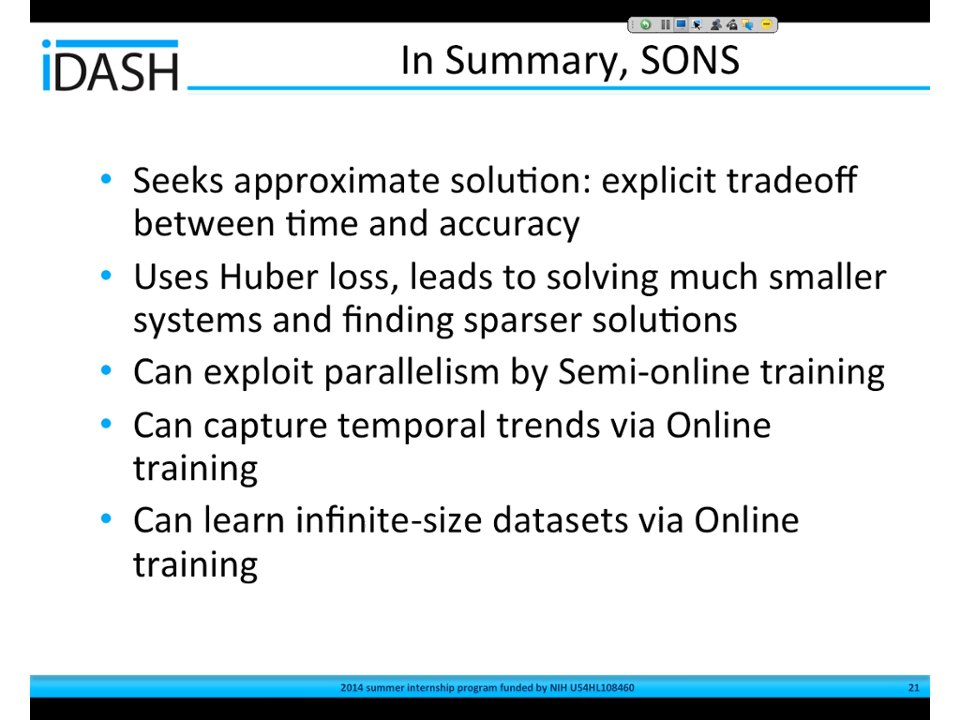 iDASH
In Summary, SONS
• Seeks approximate solution: explicit tradeoff
between time and accuracy
• Uses Huber loss, leads to solving much smaller
systems and finding sparser solutions
• Can exploit parallelism by Semi-online training
• Can capture temporal trends via Online
training
• Can learn infinite-size datasets via Online
training
2014 summer internship program funded by NIH U54HL108460
21